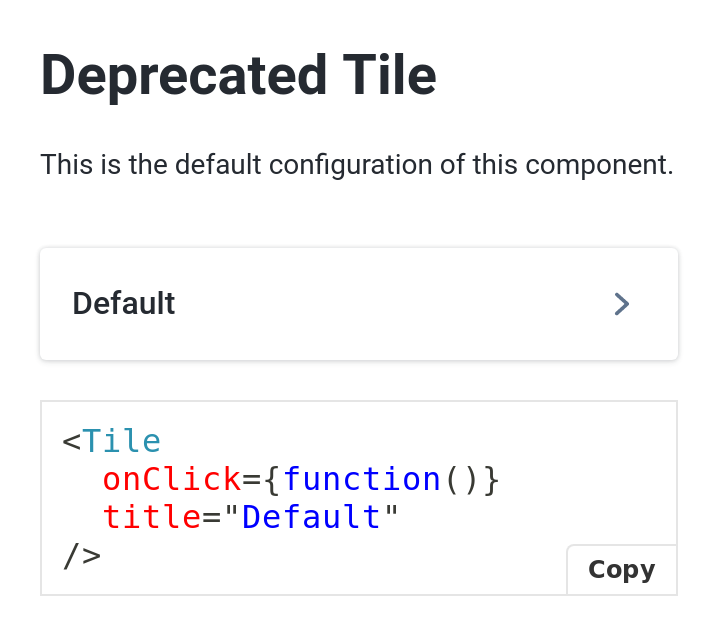 Deprecated Tile
This is the default configuration of this component.
Default
<Tile
  onClick={function()}
  title="Default"
/>
Copy